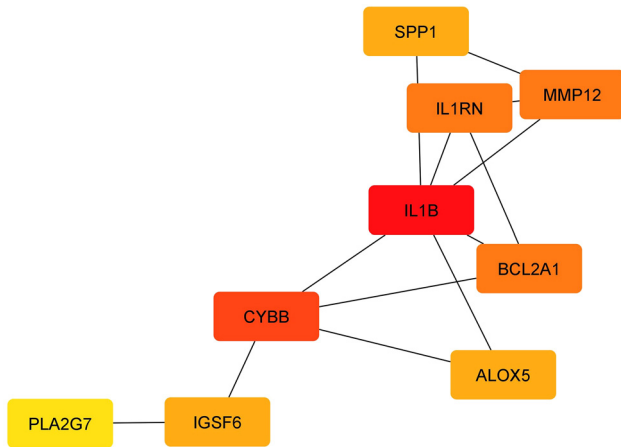 SPP1
MMP12
IL1RN
IL1B
BCL2A1
CYBB
ALOX5
PLA2G7
IGSF6